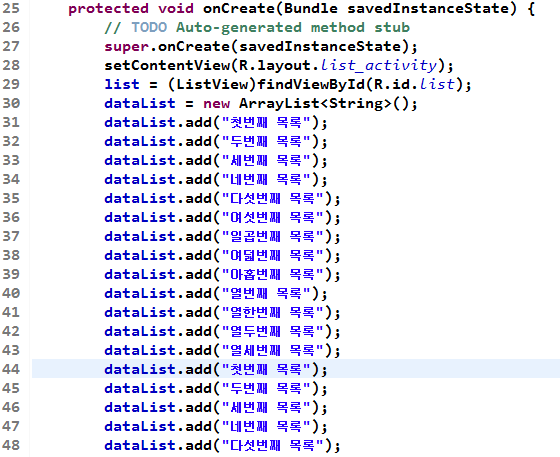 25 protected void onCreate(Bundle savedInstanceState) {
26 // TODO Auto-generated method stub
27 super.onCreate(savedInstanceState);
28 setContentView(R.layout.list_activity);
29 list = (ListView)findViewById(R.id.list);
30 dataList = new ArrayList<String>();
31 dataList.add("첫번째 목록");
32 dataList.add("두번째 목록");
33 dataList.add("세번째 목록");
34 dataList.add("네번째 목록");
35 dataList.add("다섯번째 목록");
36 dataList.add("여섯번째 목록");
37 dataList.add("일곱번째 목록");
38 dataList.add("여덟번째 목록");
39 dataList.add("아홉번째 목록");
40 dataList.add("열번째 목록");
41 dataList.add("열한번째 목록");
42 dataList.add("열두번째 목록");
43 dataList.add("열세번째 목록");
44 dataList.add("첫번째 목록");
45 dataList.add("두번째 목록");
46 dataList.add("세번째 목록");
47 dataList.add("네번째 목록");
48 dataList.add("다섯번째 목록");